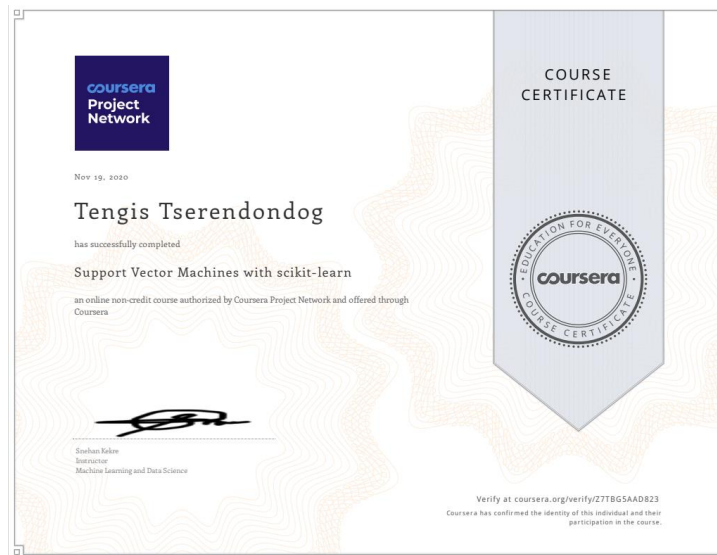 coursera
Project
Network
COURSE
CERTIFICATE
Nov 19, 2020
Tengis Tserendondog
has successfully completed
Support Vector Machines with scikit-learn
an online non-credit course authorized by Coursera Project Network and offered through
Coursera
EDUCATION FOR EVERYONE
coursera
COURSE CERTIFICATE
Snehan Kekre
Instructor
Machine Learning and Data Science
Verify at coursera.org/verify/Z7TBG5AAD823
Coursera has confirmed the identity of this individual and their
participation in the course.